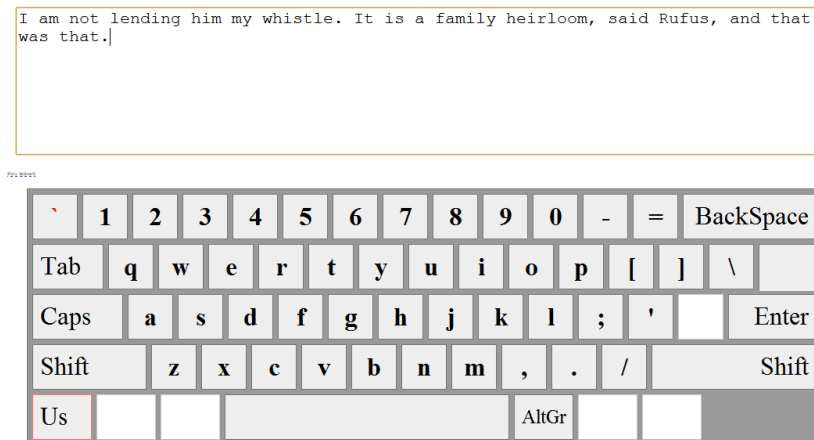 I am not lending him my whistle. It is a family heirloom, said Rufus, and that
was that.
` 1 2 3 4 5 6 7 8 9 0 - = BackSpace
Tab q w e r t y u i o p [ ] \
Caps a s d f g h j k l ; ' Enter
Shift z x c v b n m , . / Shift
Us AltGr